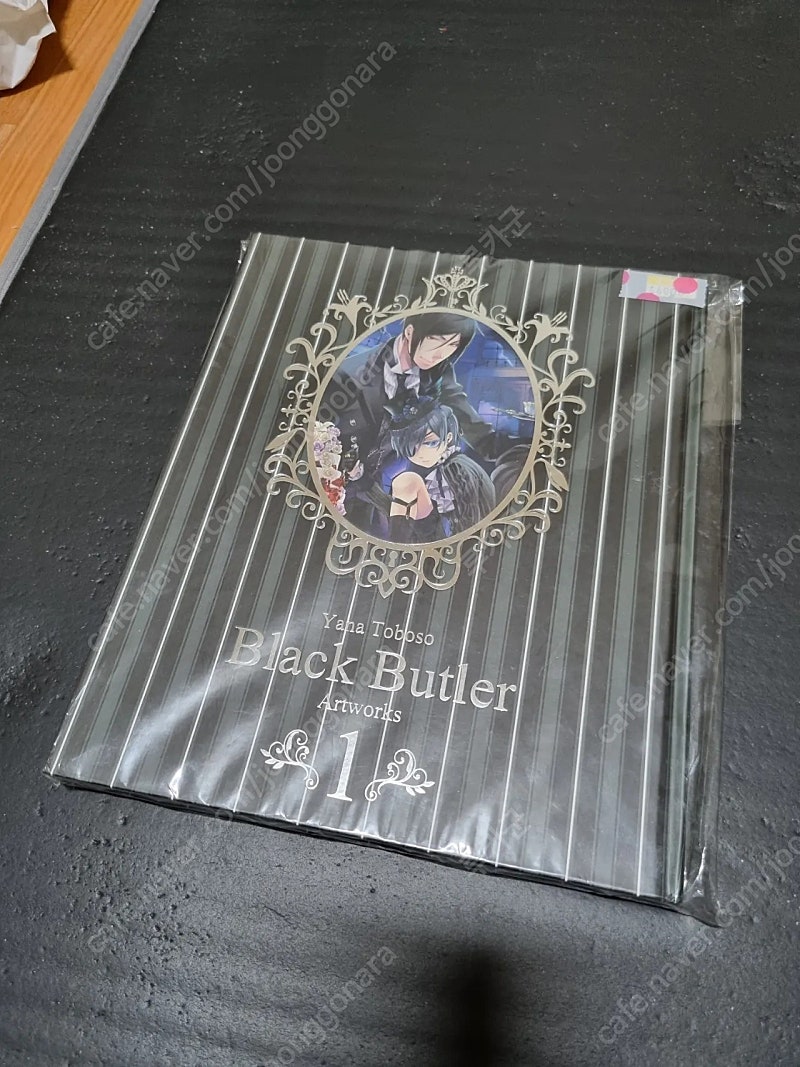 Yana Toboso
Black Butler
Artworks
1
cafe.naver.com/joonggonara